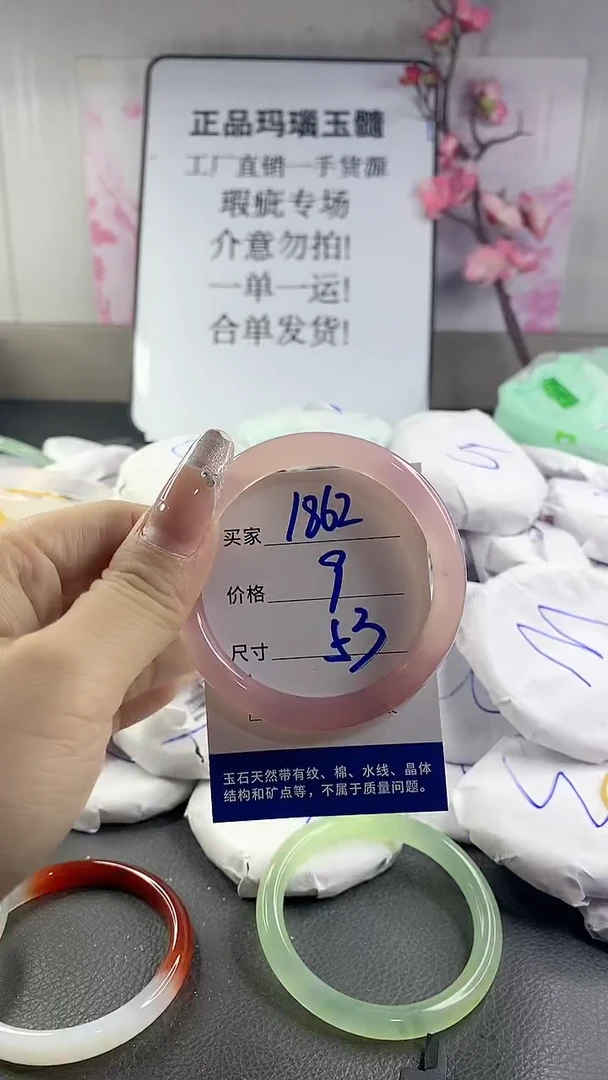 正品玛瑙玉髓
工厂直销一手货源
瑕疵专场
介意勿拍!
一单一运!
合单发货!
买家 1862
价格 9
尺寸 53
玉石天然带有纹、棉、水线、晶体
结构和矿点等，不属于质量问题。